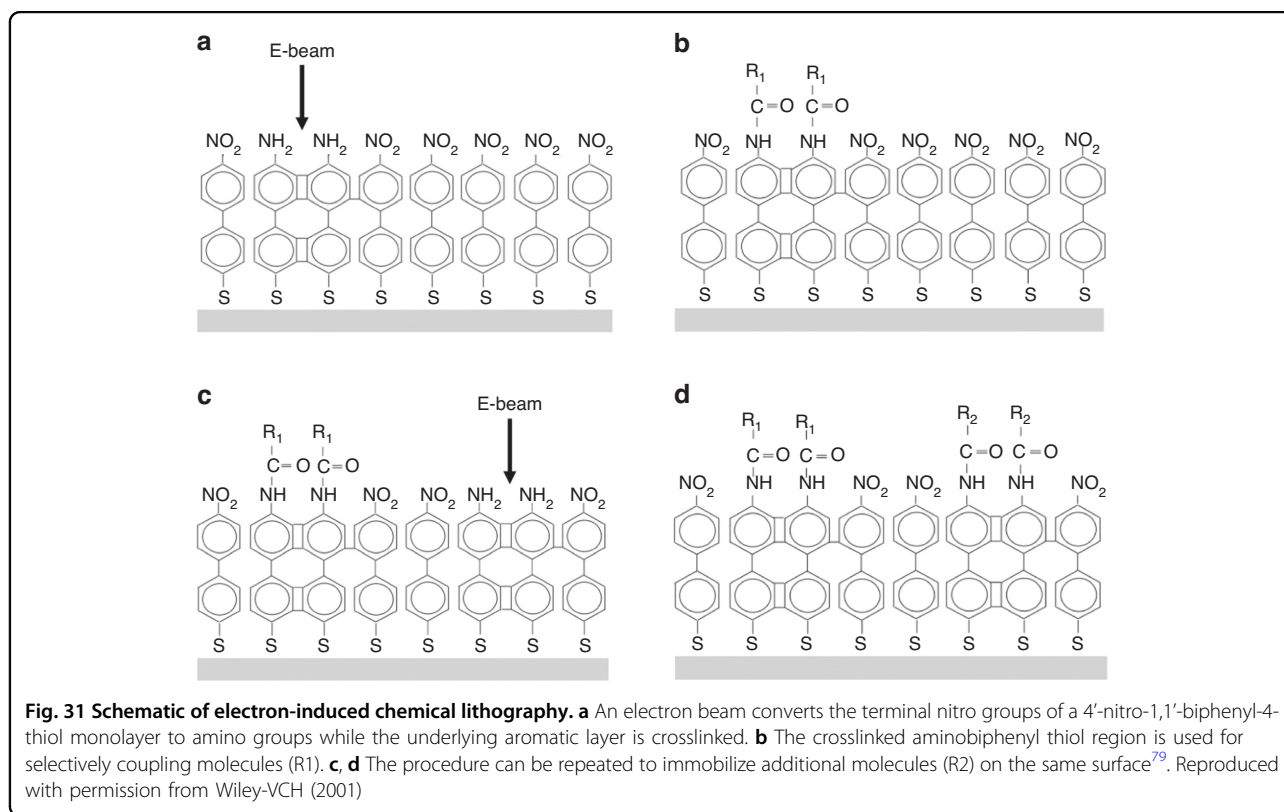 a
E-beam
NO2 NH2 NH2 NO2 NO2 NO2 NO2 NO2
S S S S S S S S
b
R1 R1
C=O C=O
NO2 NH NH NO2 NO2 NO2 NO2 NO2
S S S S S S S S
c
E-beam
R1 R1
C=O C=O
NO2 NH NH NO2 NO2 NH2 NH2 NO2
S S S S S S S S
d
R1 R1 R2 R2
C=O C=O C=O C=O
NO2 NH NH NO2 NO2 NH NH NO2
S S S S S S S S
Fig. 31 Schematic of electron-induced chemical lithography. a An electron beam converts the terminal nitro groups of a 4′-nitro-1,1′-biphenyl-4-
thiol monolayer to amino groups while the underlying aromatic layer is crosslinked. b The crosslinked aminobiphenyl thiol region is used for
selectively coupling molecules (R1). c, d The procedure can be repeated to immobilize additional molecules (R2) on the same surface79. Reproduced
with permission from Wiley-VCH (2001)